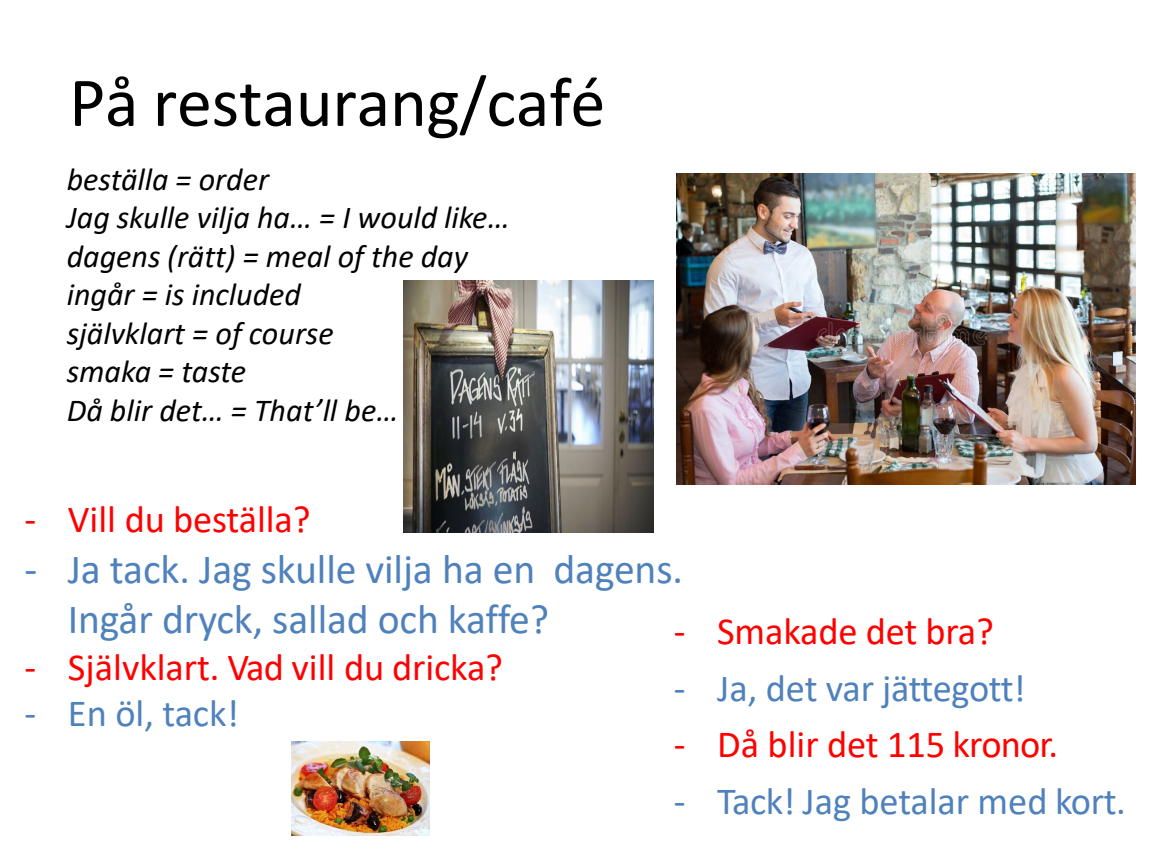 På restaurang/café
beställa = order
Jag skulle vilja ha… = I would like…
dagens (rätt) = meal of the day
ingår = is included
självklart = of course
smaka = taste
Då blir det… = That’ll be…
DAGENS RÄTT
11-14 v.34
MÅN. STEKT FLÄSK
LÖKSÅS, POTATIS
- Vill du beställa?
- Ja tack. Jag skulle vilja ha en dagens.
Ingår dryck, sallad och kaffe?
- Självklart. Vad vill du dricka?
- En öl, tack!
- Smakade det bra?
- Ja, det var jättegott!
- Då blir det 115 kronor.
- Tack! Jag betalar med kort.